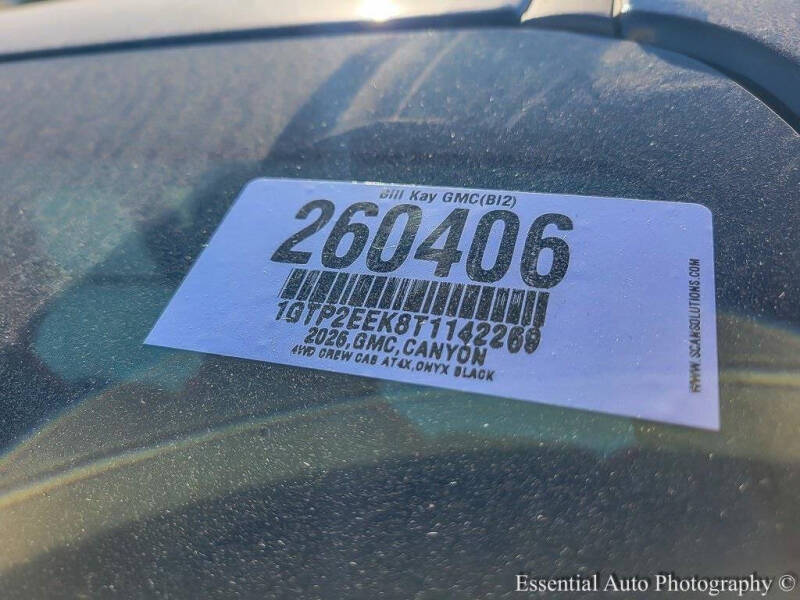 Bill Kay GMC(BI2)
260406
1GTP2EEK8T1142269
2026,GMC,CANYON
4WD CREW CAB AT4X,ONYX BLACK
WWW.SCANSOLUTIONS.COM
Essential Auto Photography ©